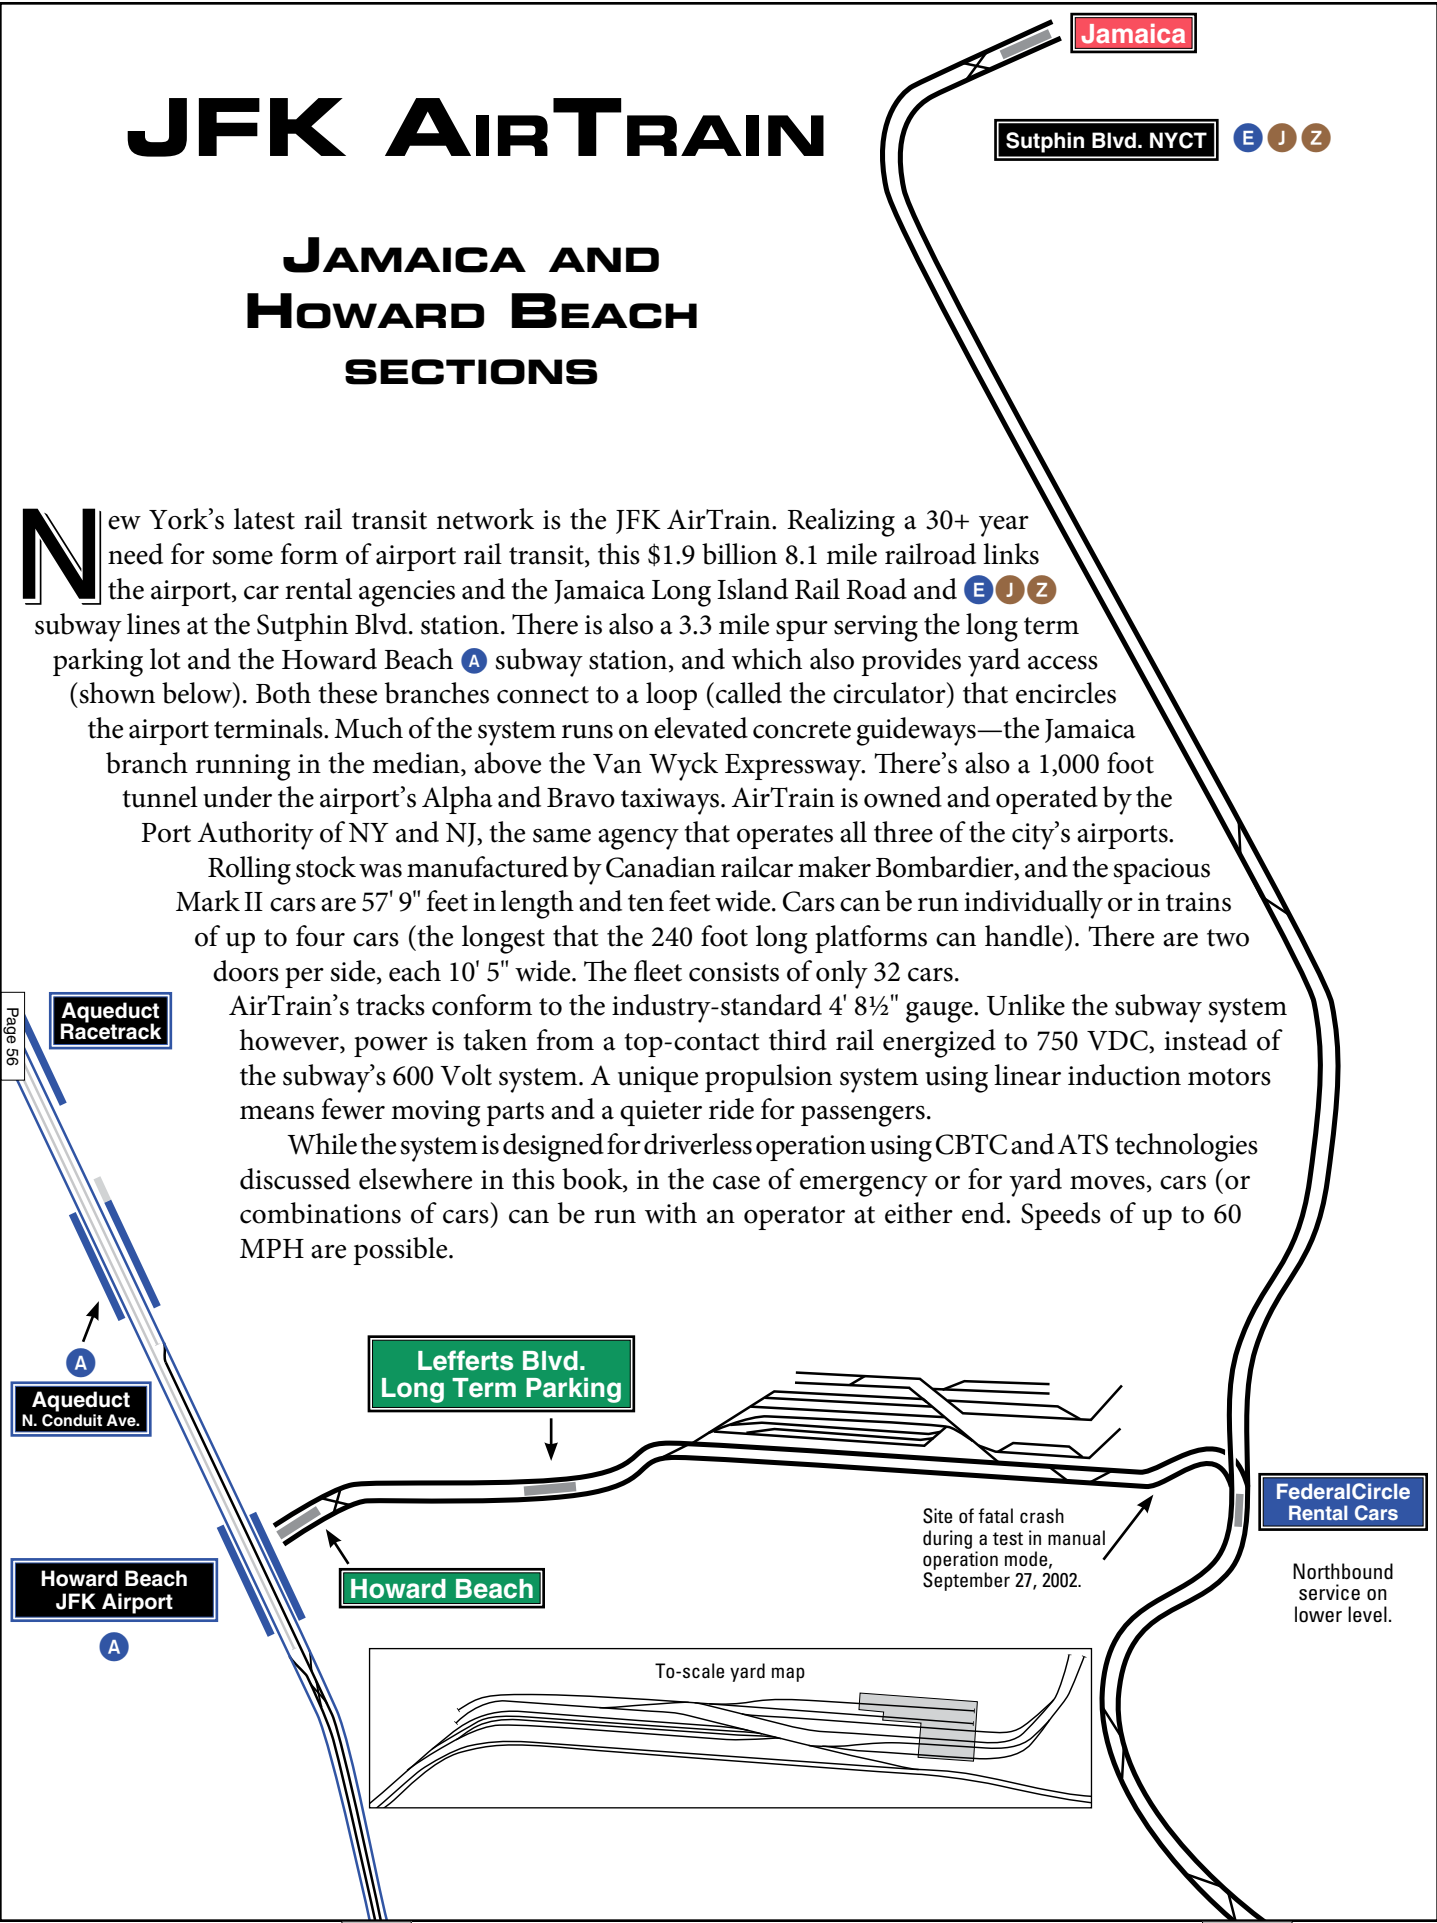 Jamaica
JFK AirTrain
Sutphin Blvd. NYCT E J Z
Jamaica and
Howard Beach
sections
New York's latest rail transit network is the JFK AirTrain. Realizing a 30+ year
need for some form of airport rail transit, this $1.9 billion 8.1 mile railroad links
the airport, car rental agencies and the Jamaica Long Island Rail Road and E J Z
subway lines at the Sutphin Blvd. station. There is also a 3.3 mile spur serving the long term
parking lot and the Howard Beach A subway station, and which also provides yard access
(shown below). Both these branches connect to a loop (called the circulator) that encircles
the airport terminals. Much of the system runs on elevated concrete guideways—the Jamaica
branch running in the median, above the Van Wyck Expressway. There's also a 1,000 foot
tunnel under the airport's Alpha and Bravo taxiways. AirTrain is owned and operated by the
Port Authority of NY and NJ, the same agency that operates all three of the city's airports.
Rolling stock was manufactured by Canadian railcar maker Bombardier, and the spacious
Mark II cars are 57' 9" feet in length and ten feet wide. Cars can be run individually or in trains
of up to four cars (the longest that the 240 foot long platforms can handle). There are two
doors per side, each 10' 5" wide. The fleet consists of only 32 cars.
AirTrain's tracks conform to the industry-standard 4' 8½" gauge. Unlike the subway system
however, power is taken from a top-contact third rail energized to 750 VDC, instead of
the subway's 600 Volt system. A unique propulsion system using linear induction motors
means fewer moving parts and a quieter ride for passengers.
While the system is designed for driverless operation using CBTC and ATS technologies
discussed elsewhere in this book, in the case of emergency or for yard moves, cars (or
combinations of cars) can be run with an operator at either end. Speeds of up to 60
MPH are possible.
Page 56
Aqueduct
Racetrack
A
Aqueduct
N. Conduit Ave.
Lefferts Blvd.
Long Term Parking
FederalCircle
Rental Cars
Site of fatal crash
during a test in manual
operation mode,
September 27, 2002.
Northbound
service on
lower level.
Howard Beach
JFK Airport
A
Howard Beach
To-scale yard map